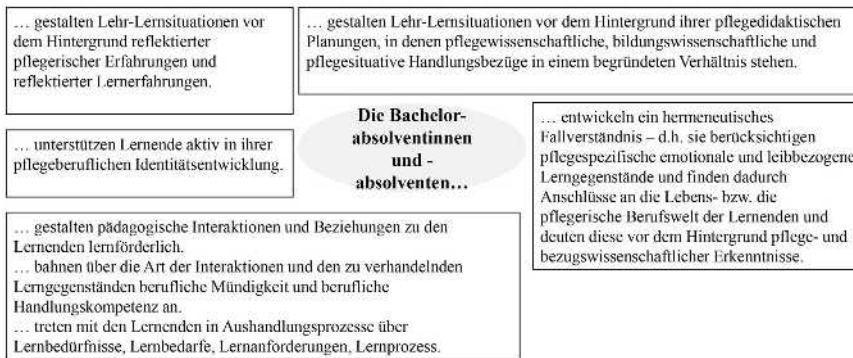 … gestalten Lehr-Lernsituationen vor
dem Hintergrund reflektierter
pflegerischer Erfahrungen und
reflektierter Lernerfahrungen.
… gestalten Lehr-Lernsituationen vor dem Hintergrund ihrer pflegedidaktischen
Planungen, in denen pflegewissenschaftliche, bildungswissenschaftliche und
pflegesituative Handlungsbezüge in einem begründeten Verhältnis stehen.
… unterstützen Lernende aktiv in ihrer
pflegeberuflichen Identitätsentwicklung.
Die Bachelor-
absolventinnen
und -
absolventen…
… entwickeln ein hermeneutisches
Fallverständnis – d.h. sie berücksichtigen
pflegespezifische emotionale und leibbezogene
Lerngegenstände und finden dadurch
Anschlüsse an die Lebens- bzw. die
pflegerische Berufswelt der Lernenden und
deuten diese vor dem Hintergrund pflege- und
bezugswissenschaftlicher Erkenntnisse.
… gestalten pädagogische Interaktionen und Beziehungen zu den
Lernenden lernförderlich.
… bahnen über die Art der Interaktionen und den zu verhandelnden
Lerngegenständen berufliche Mündigkeit und berufliche
Handlungskompetenz an.
… treten mit den Lernenden in Aushandlungsprozesse über
Lernbedürfnisse, Lernbedarfe, Lernanforderungen, Lernprozess.